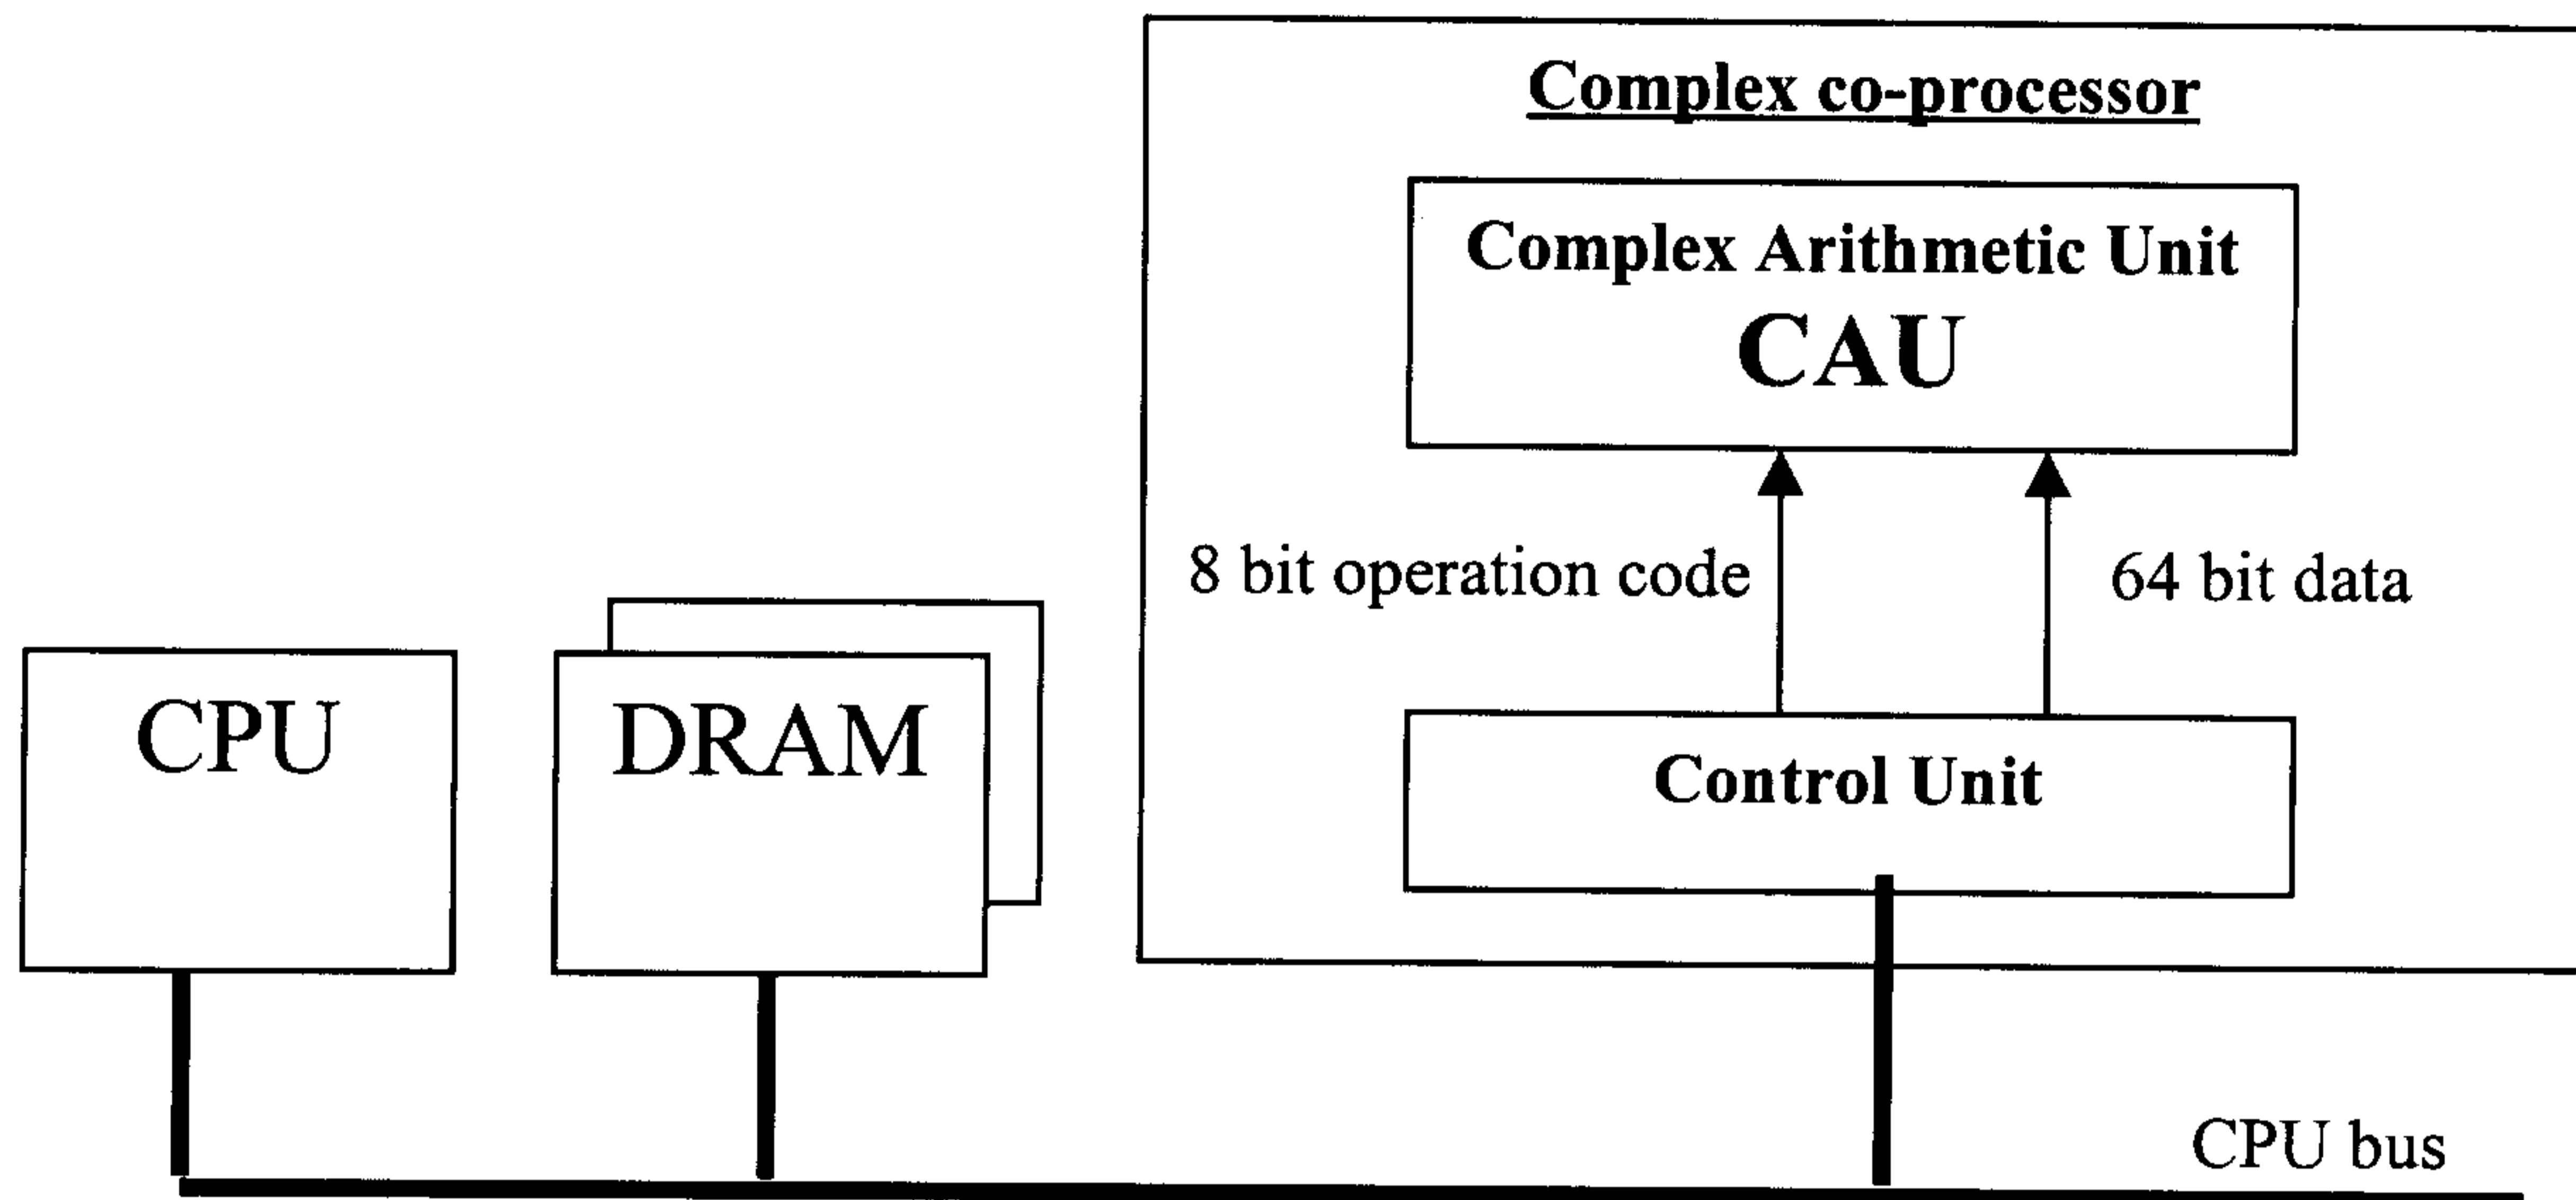 Complex co-processor
Complex Arithmetic Unit
CAU
8 bit operation code
64 bit data
CPU
DRAM
Control Unit
CPU bus